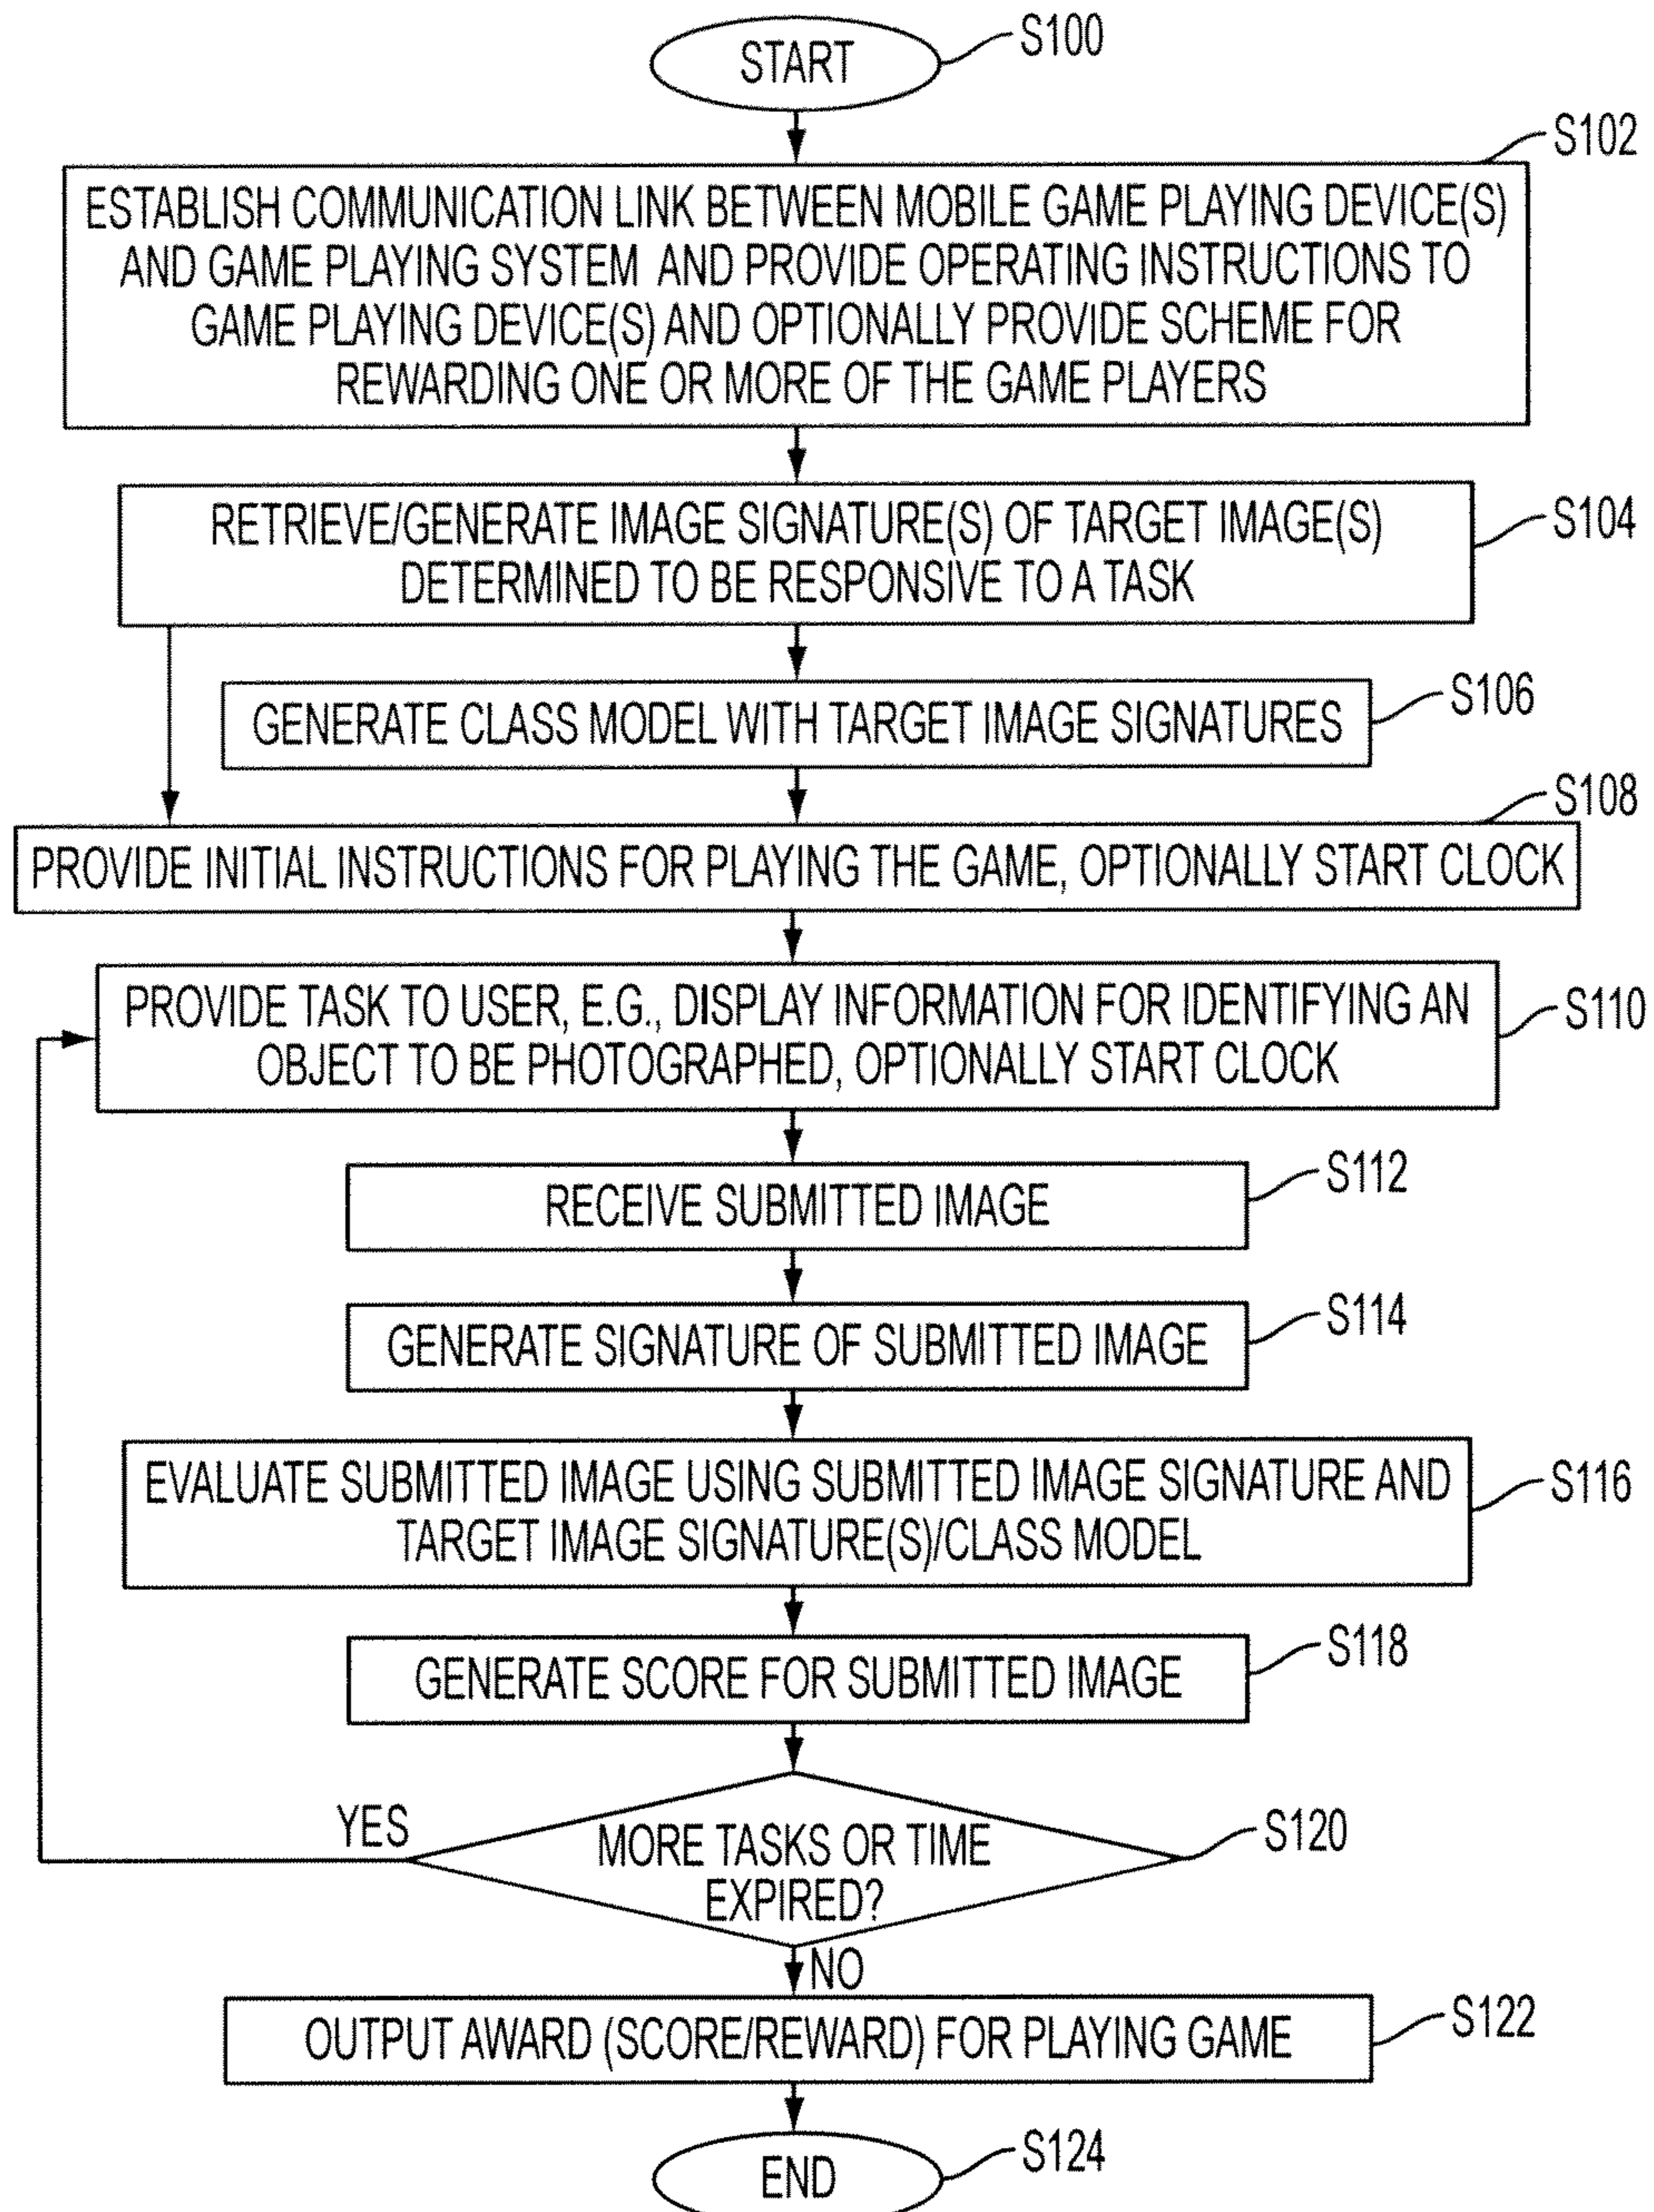 START
S100
S102
ESTABLISH COMMUNICATION LINK BETWEEN MOBILE GAME PLAYING DEVICE(S)
AND GAME PLAYING SYSTEM AND PROVIDE OPERATING INSTRUCTIONS TO
GAME PLAYING DEVICE(S) AND OPTIONALLY PROVIDE SCHEME FOR
REWARDING ONE OR MORE OF THE GAME PLAYERS
RETRIEVE/GENERATE IMAGE SIGNATURE(S) OF TARGET IMAGE(S)
DETERMINED TO BE RESPONSIVE TO A TASK
S104
GENERATE CLASS MODEL WITH TARGET IMAGE SIGNATURES
S106
S108
PROVIDE INITIAL INSTRUCTIONS FOR PLAYING THE GAME, OPTIONALLY START CLOCK
PROVIDE TASK TO USER, E.G., DISPLAY INFORMATION FOR IDENTIFYING AN
OBJECT TO BE PHOTOGRAPHED, OPTIONALLY START CLOCK
S110
RECEIVE SUBMITTED IMAGE
S112
GENERATE SIGNATURE OF SUBMITTED IMAGE
S114
EVALUATE SUBMITTED IMAGE USING SUBMITTED IMAGE SIGNATURE AND
TARGET IMAGE SIGNATURE(S)/CLASS MODEL
S116
GENERATE SCORE FOR SUBMITTED IMAGE
S118
YES
MORE TASKS OR TIME
EXPIRED?
S120
NO
OUTPUT AWARD (SCORE/REWARD) FOR PLAYING GAME
S122
END
S124